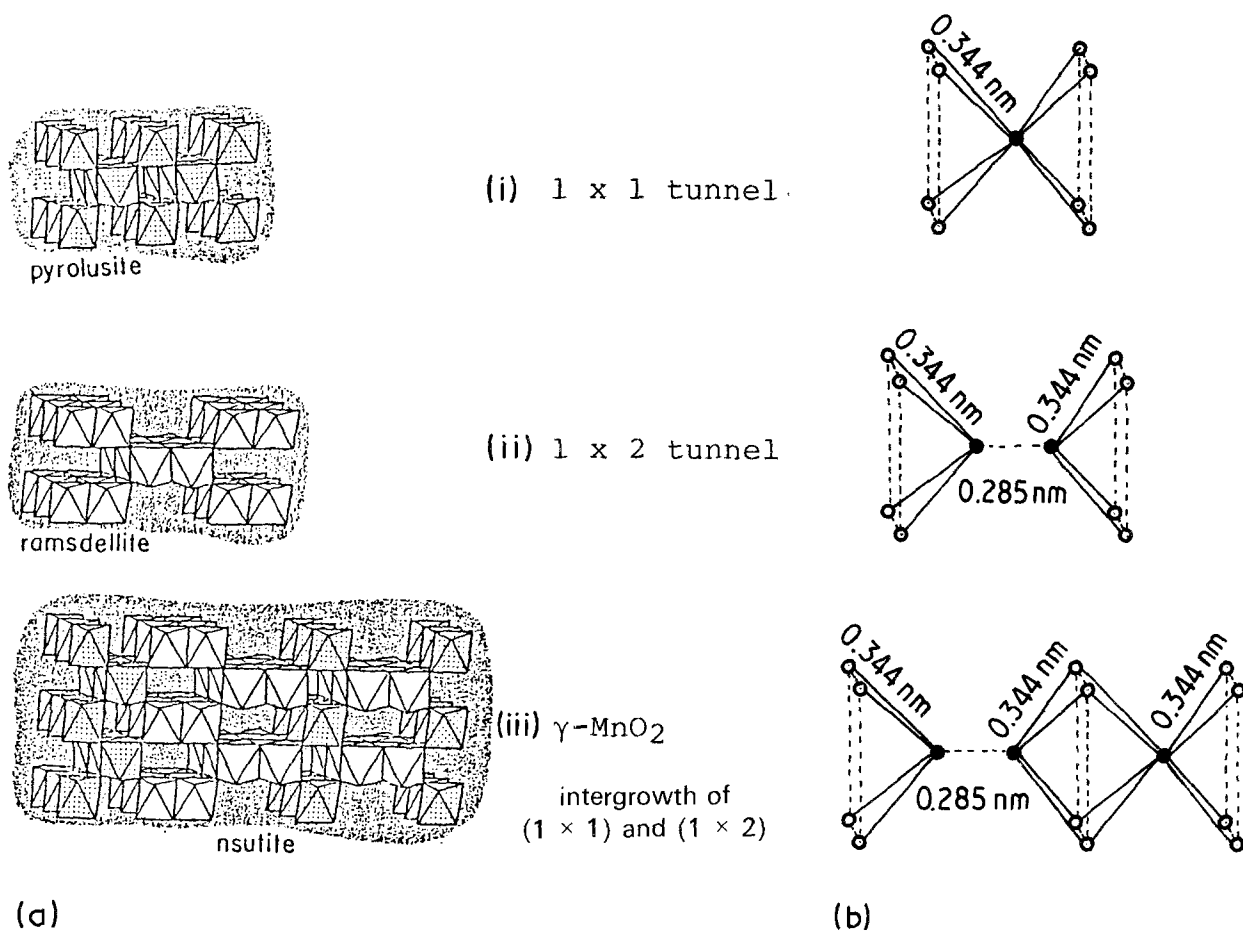 0.344 nm
(i) 1 x 1 tunnel
pyrolusite
0.344 nm
0.344 nm
(ii) 1 x 2 tunnel
0.285 nm
ramsdellite
0.344 nm
0.344 nm
0.344 nm
(iii) γ-MnO₂
0.285 nm
intergrowth of
(1 × 1) and (1 × 2)
nsutite
(a)
(b)